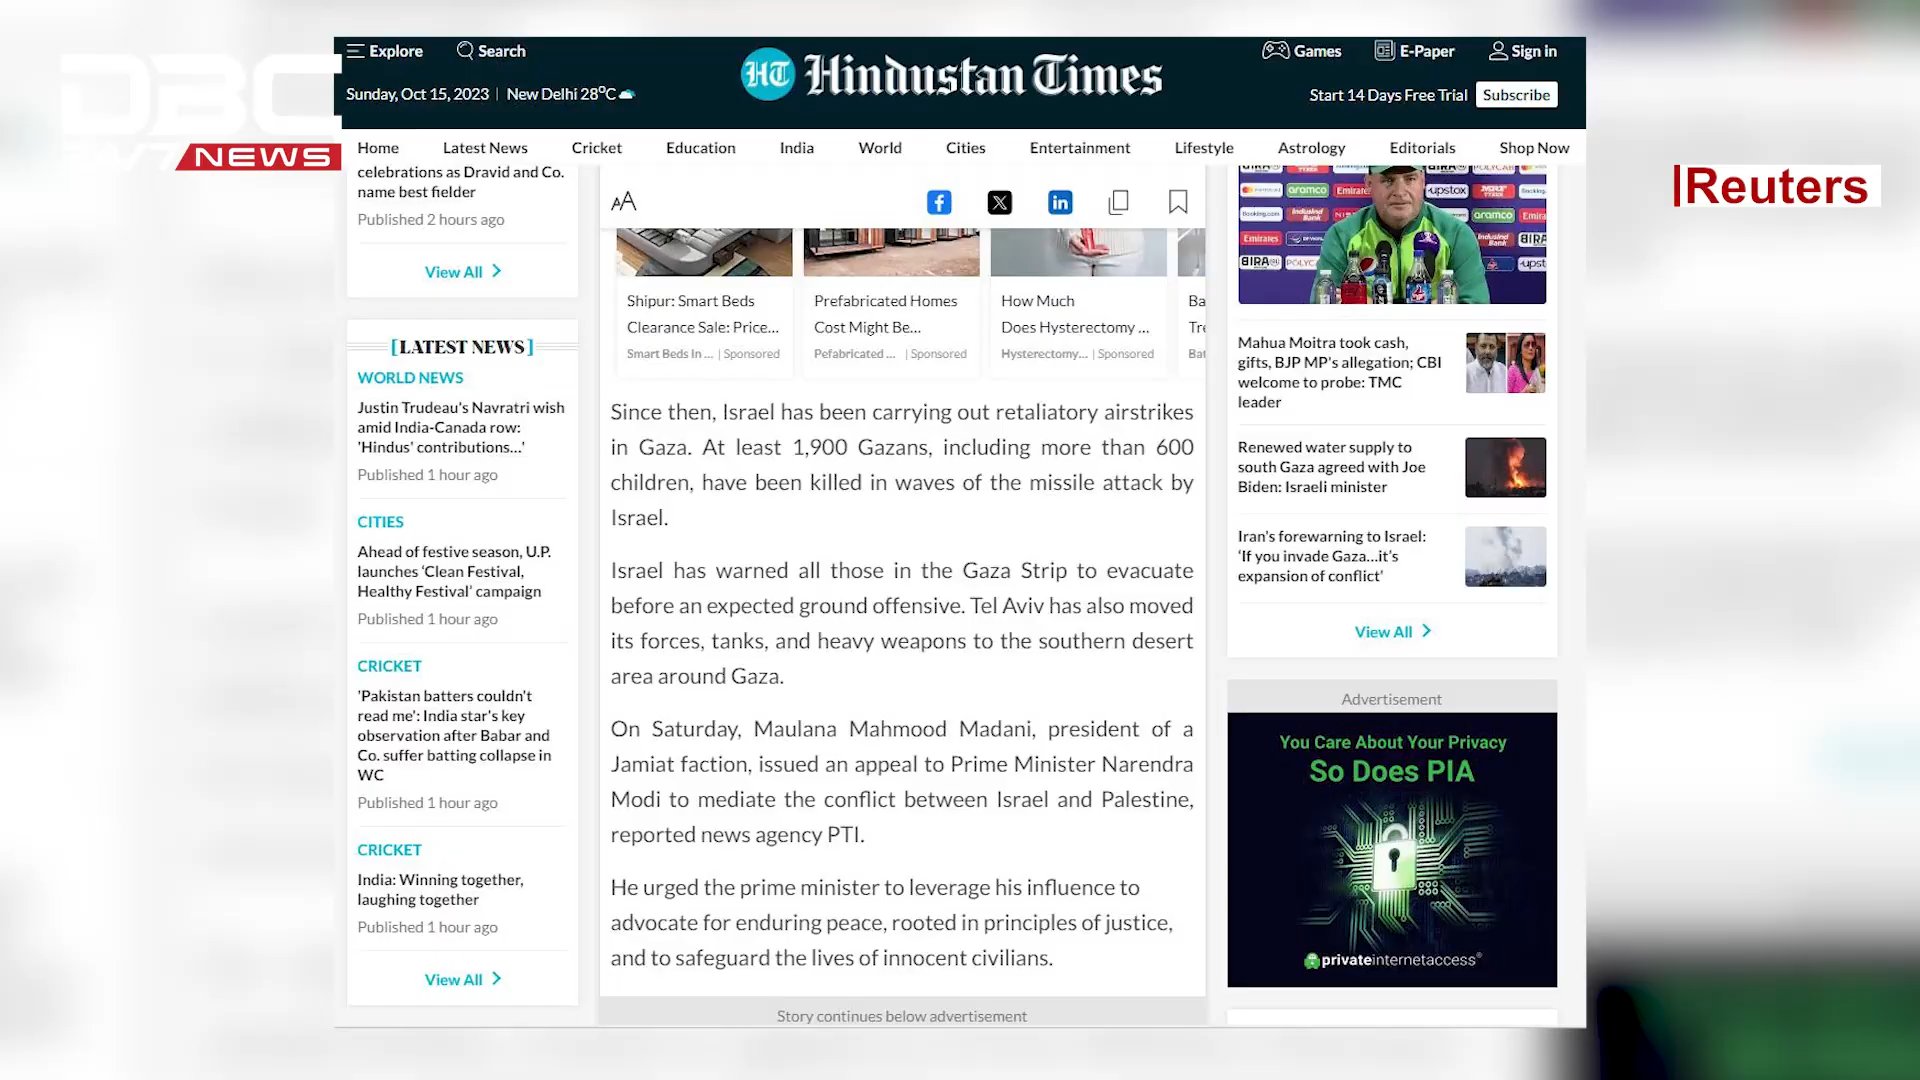 DBC
24/7 NEWS
Reuters
Explore
Search
Sunday, Oct 15, 2023 | New Delhi 28°C
HT Hindustan Times
Games
E-Paper
Sign in
Start 14 Days Free Trial
Subscribe
Home
Latest News
Cricket
Education
India
World
Cities
Entertainment
Lifestyle
Astrology
Editorials
Shop Now
celebrations as Dravid and Co.
name best fielder
Published 2 hours ago
View All
[LATEST NEWS]
WORLD NEWS
Justin Trudeau's Navratri wish
amid India-Canada row:
'Hindus' contributions...'
Published 1 hour ago
CITIES
Ahead of festive season, U.P.
launches ‘Clean Festival,
Healthy Festival’ campaign
Published 1 hour ago
CRICKET
'Pakistan batters couldn't
read me': India star's key
observation after Babar and
Co. suffer batting collapse in
WC
Published 1 hour ago
CRICKET
India: Winning together,
laughing together
Published 1 hour ago
View All
AA
Shipur: Smart Beds
Clearance Sale: Price...
Smart Beds In ... | Sponsored
Prefabricated Homes
Cost Might Be...
Pefabricated ... | Sponsored
How Much
Does Hysterectomy ...
Hysterectomy... | Sponsored
Ba
Tre
Bat
Since then, Israel has been carrying out retaliatory airstrikes
in Gaza. At least 1,900 Gazans, including more than 600
children, have been killed in waves of the missile attack by
Israel.
Israel has warned all those in the Gaza Strip to evacuate
before an expected ground offensive. Tel Aviv has also moved
its forces, tanks, and heavy weapons to the southern desert
area around Gaza.
On Saturday, Maulana Mahmood Madani, president of a
Jamiat faction, issued an appeal to Prime Minister Narendra
Modi to mediate the conflict between Israel and Palestine,
reported news agency PTI.
He urged the prime minister to leverage his influence to
advocate for enduring peace, rooted in principles of justice,
and to safeguard the lives of innocent civilians.
Story continues below advertisement
Mahua Moitra took cash,
gifts, BJP MP's allegation; CBI
welcome to probe: TMC
leader
Renewed water supply to
south Gaza agreed with Joe
Biden: Israeli minister
Iran's forewarning to Israel:
‘If you invade Gaza...it’s
expansion of conflict’
View All
Advertisement
You Care About Your Privacy
So Does PIA
privateinternetaccess®